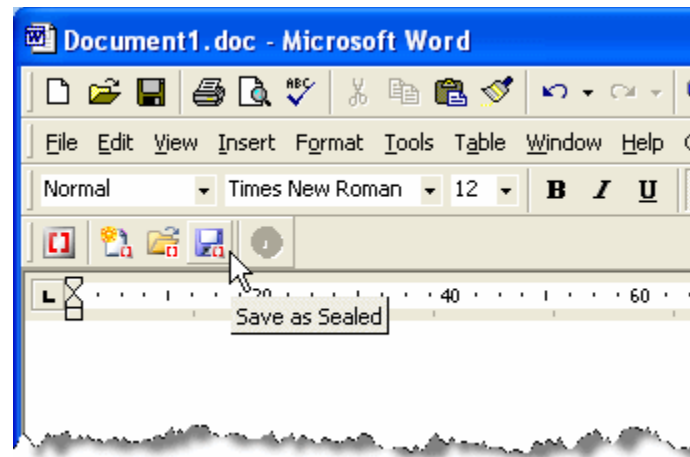 Document1.doc - Microsoft Word
ABC
File Edit View Insert Format Tools Table Window Help
Normal Times New Roman 12 B I U
20 40 60
Save as Sealed